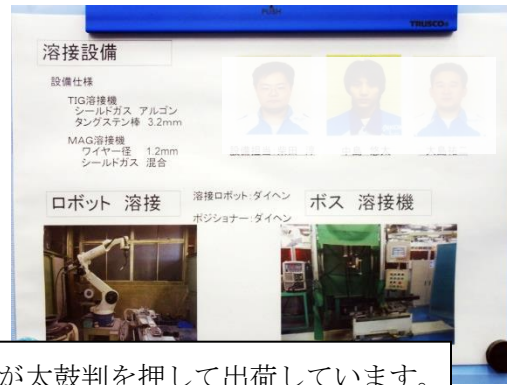 PUSH
TRUSCO
溶接設備
設備仕様
TIG溶接機
シールドガス アルゴン
タングステン棒 3.2mm
MAG溶接機
ワイヤー径 1.2mm
シールドガス 混合
ロボット 溶接
溶接ロボット:ダイヘン
ポジショナー:ダイヘン
ボス 溶接機
が太鼓判を押して出荷しています。